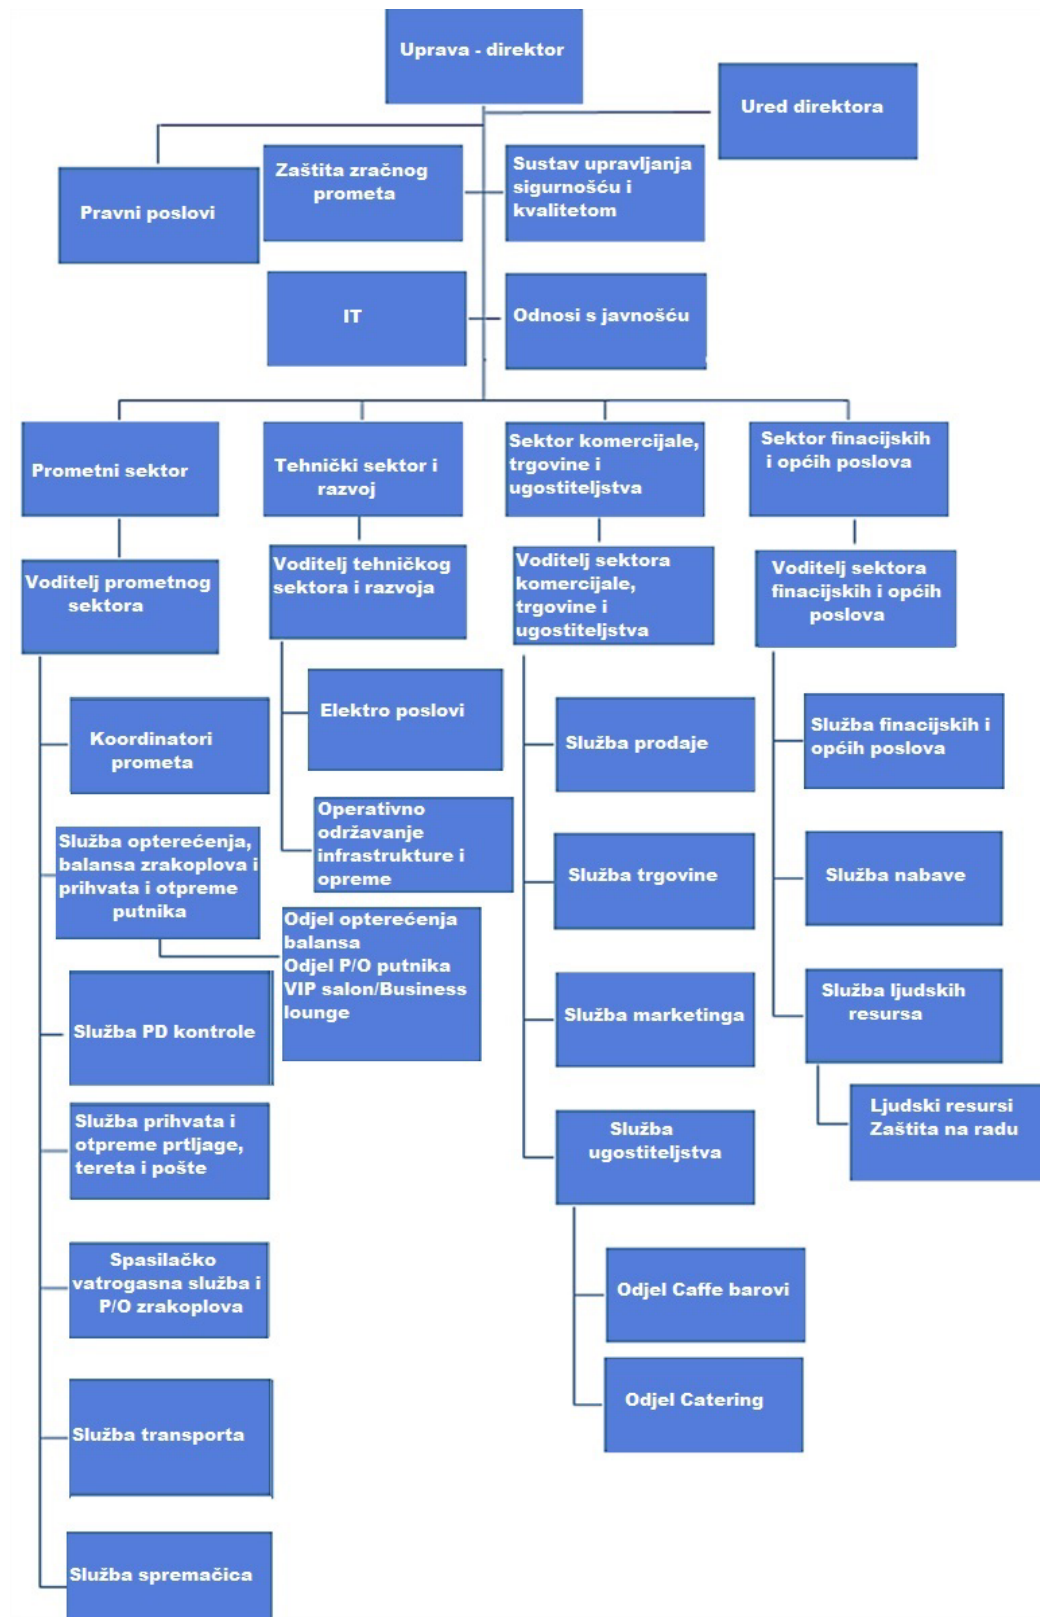 Uprava - direktor
Ured direktora
Zaštita zračnog
prometa
Sustav upravljanja
sigurnošću i
kvalitetom
Pravni poslovi
IT
Odnosi s javnošću
Prometni sektor
Tehnički sektor i
razvoj
Sektor komercijale,
trgovine i
ugostiteljstva
Sektor finacijskih
i općih poslova
Voditelj prometnog
sektora
Voditelj tehničkog
sektora i razvoja
Voditelj sektora
komercijale,
trgovine i
ugostiteljstva
Voditelj sektora
finacijskih i općih
poslova
Koordinatori
prometa
Služba opterećenja,
balansa zrakoplova i
prihvata i otpreme
putnika
Odjel opterećenja
balansa
Odjel P/O putnika
VIP salon/Business
lounge
Služba PD kontrole
Služba prihvata i
otpreme prtljage,
tereta i pošte
Spasilačko
vatrogasna služba i
P/O zrakoplova
Služba transporta
Služba spremačica
Elektro poslovi
Operativno
održavanje
infrastrukture i
opreme
Služba prodaje
Služba trgovine
Služba marketinga
Služba
ugostiteljstva
Odjel Caffe barovi
Odjel Catering
Služba finacijskih i
općih poslova
Služba nabave
Služba ljudskih
resursa
Ljudski resursi
Zaštita na radu